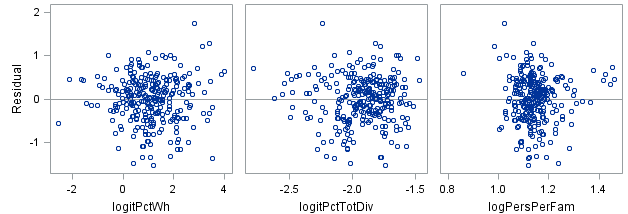 2
1
0
-1
Residual
-2 0 2 4
-2.5 -2.0 -1.5
0.8 1.0 1.2 1.4
logitPctWh
logitPctTotDiv
logPersPerFam